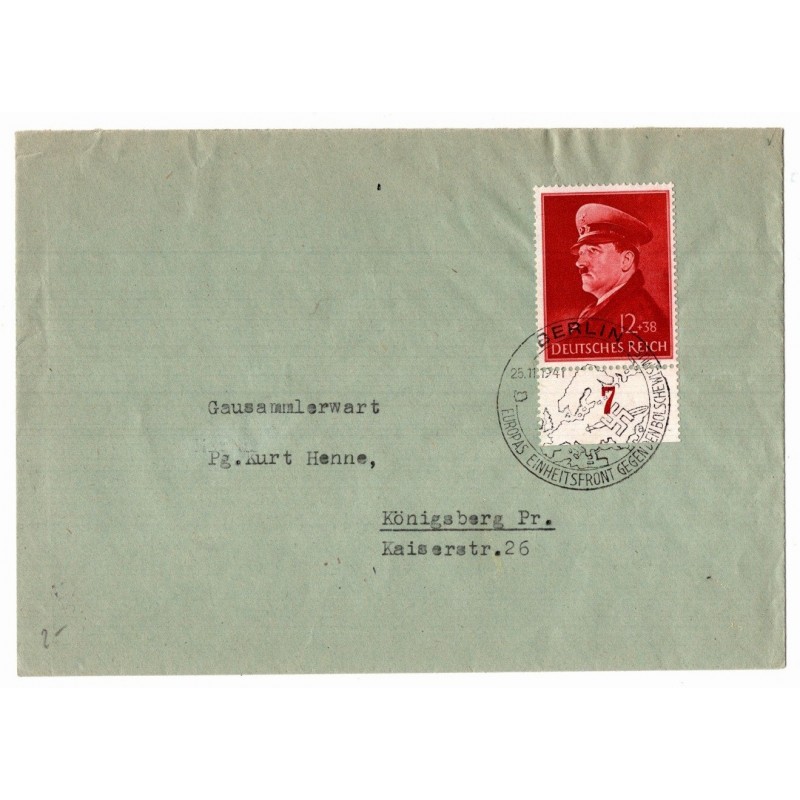 12+38
DEUTSCHES REICH
BERLIN
25.11.1941
7
EUROPAS EINHEITSFRONT GEGEN DEN BOLSCHEWISMUS
Gausammlerwart
Pg.Kurt Henne,
Königsberg Pr.
Kaiserstr.26
2-